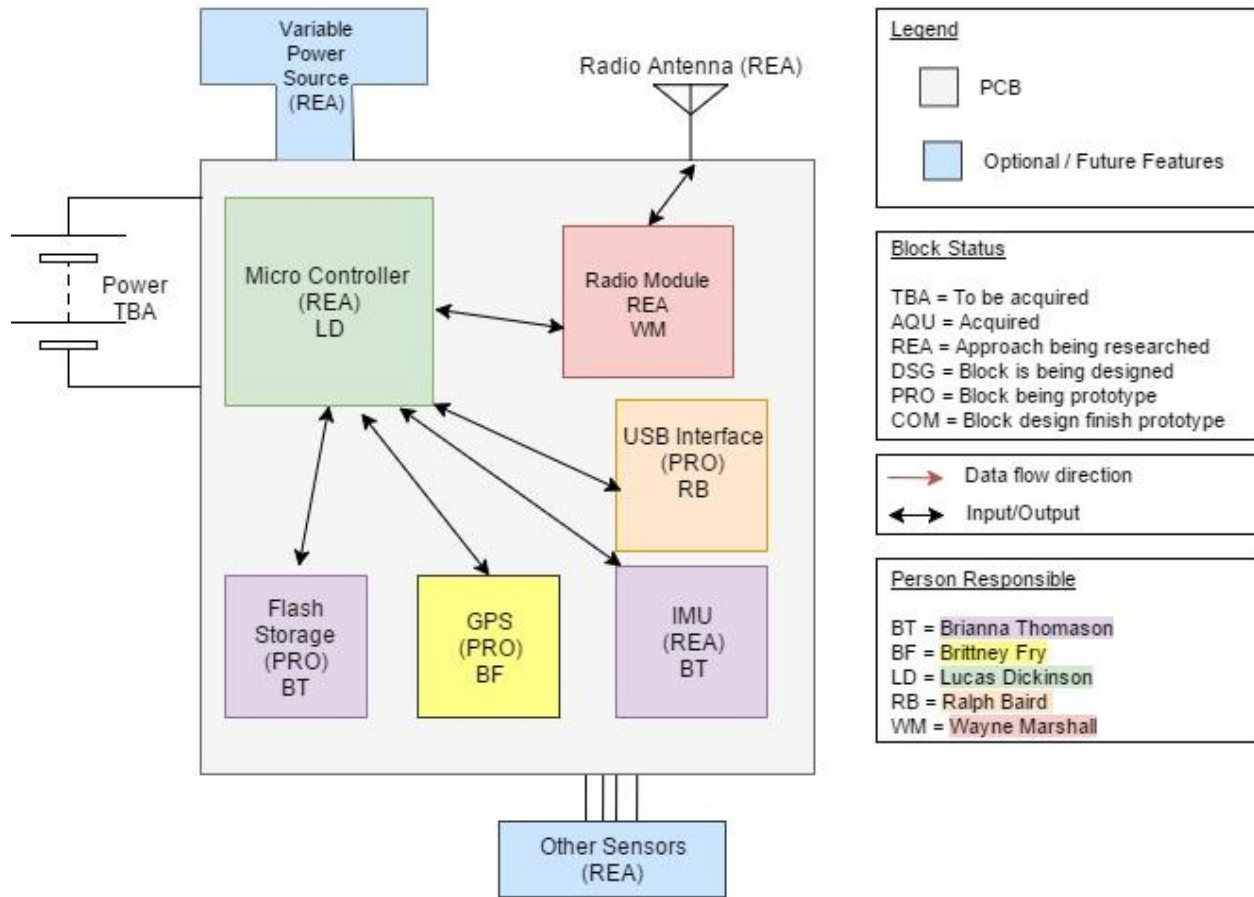 Variable
Power
Source
(REA)
Radio Antenna (REA)
Power
TBA
Micro Controller
(REA)
LD
Radio Module
REA
WM
USB Interface
(PRO)
RB
Flash
Storage
(PRO)
BT
GPS
(PRO)
BF
IMU
(REA)
BT
Other Sensors
(REA)
Legend
PCB
Optional / Future Features
Block Status
TBA = To be acquired
AQU = Acquired
REA = Approach being researched
DSG = Block is being designed
PRO = Block being prototype
COM = Block design finish prototype
Data flow direction
Input/Output
Person Responsible
BT = Brianna Thomason
BF = Brittney Fry
LD = Lucas Dickinson
RB = Ralph Baird
WM = Wayne Marshall